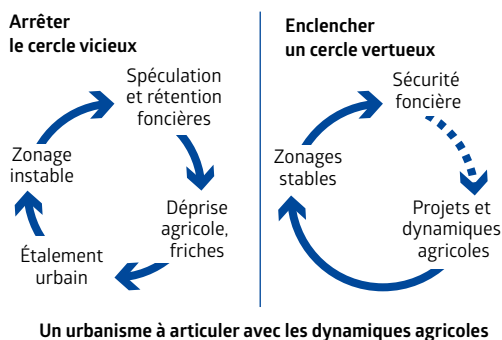 Arrêter
le cercle vicieux
Spéculation
et rétention
foncières
Zonage
instable
Déprise
agricole,
friches
Étalement
urbain
Enclencher
un cercle vertueux
Sécurité
foncière
Zonages
stables
Projets et
dynamiques
agricoles
Un urbanisme à articuler avec les dynamiques agricoles